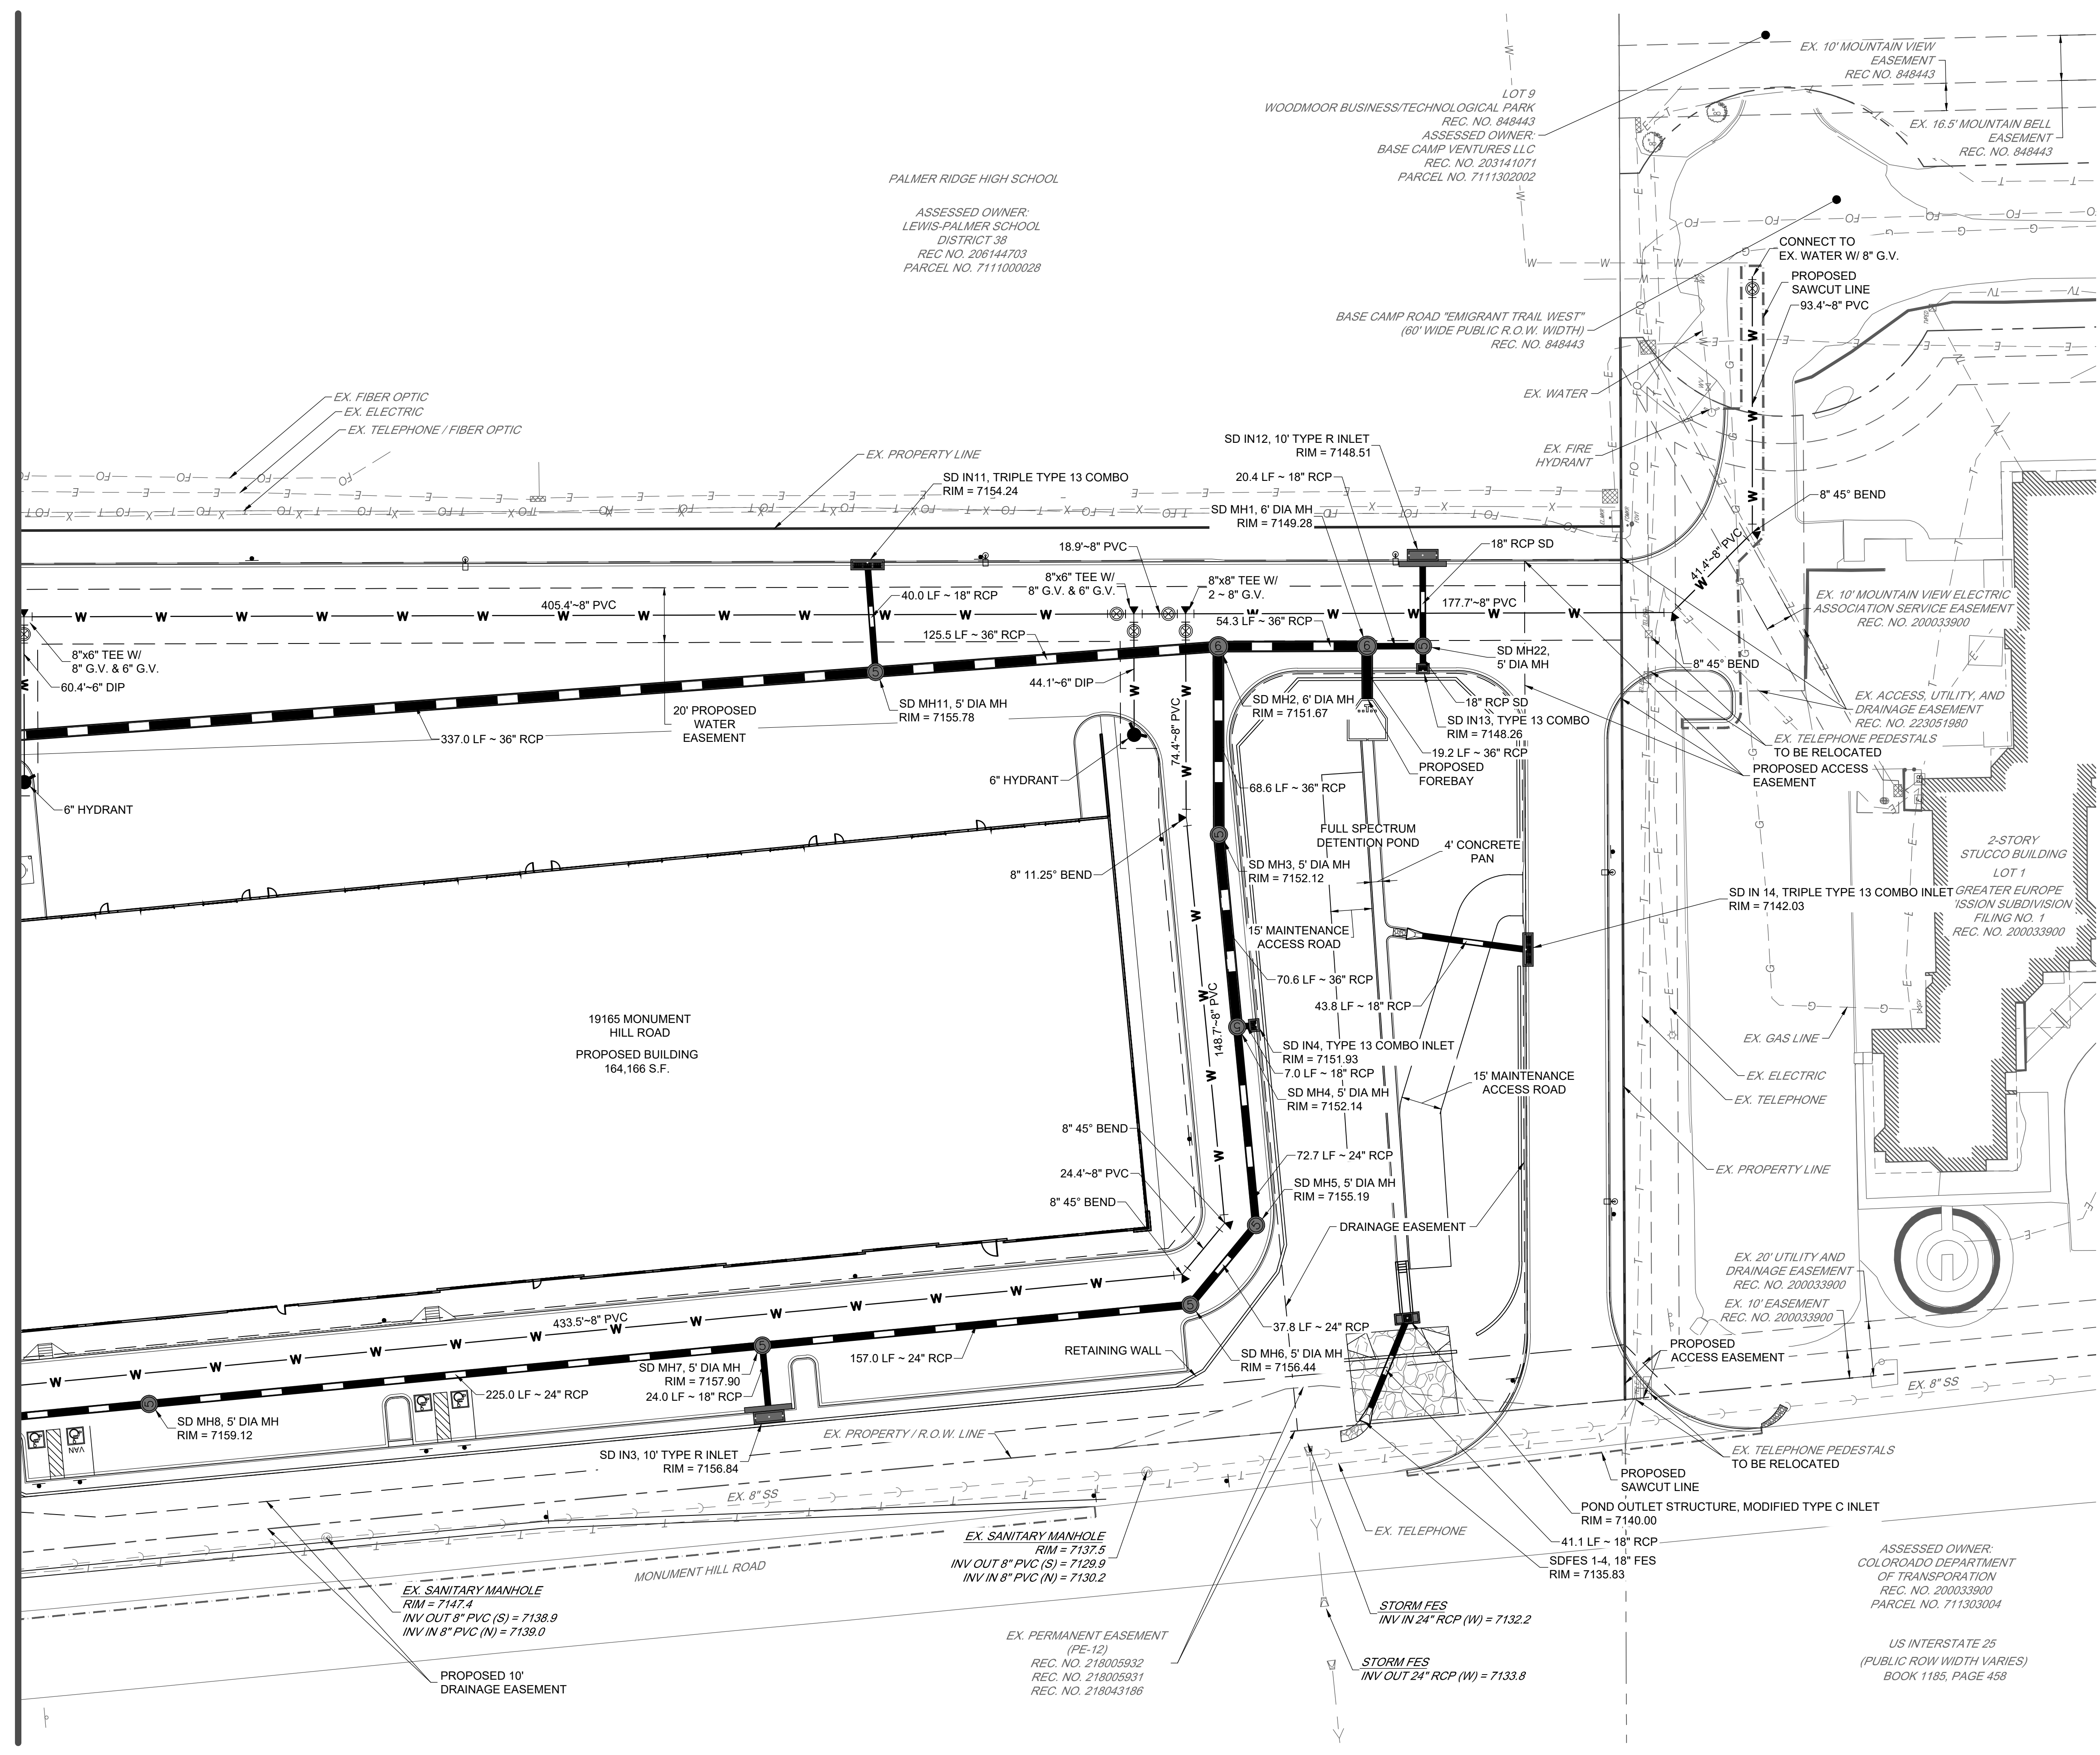 EX. 10' MOUNTAIN VIEW
EASEMENT
REC NO. 848443
LOT 9
WOODMOOR BUSINESS/TECHNOLOGICAL PARK
REC. NO. 848443
ASSESSED OWNER:
BASE CAMP VENTURES LLC
REC. NO. 203141071
PARCEL NO. 7111302002
EX. 16.5' MOUNTAIN BELL
EASEMENT
REC. NO. 848443
PALMER RIDGE HIGH SCHOOL
ASSESSED OWNER:
LEWIS-PALMER SCHOOL
DISTRICT 38
REC NO. 206144703
PARCEL NO. 7111000028
CONNECT TO
EX. WATER W/ 8" G.V.
PROPOSED
SAWCUT LINE
93.4'~8" PVC
BASE CAMP ROAD "EMIGRANT TRAIL WEST"
(60' WIDE PUBLIC R.O.W. WIDTH)
REC. NO. 848443
EX. WATER
EX. FIRE
HYDRANT
EX. FIBER OPTIC
EX. ELECTRIC
EX. TELEPHONE / FIBER OPTIC
EX. PROPERTY LINE
SD IN11, TRIPLE TYPE 13 COMBO
RIM = 7154.24
SD IN12, 10' TYPE R INLET
RIM = 7148.51
20.4 LF ~ 18" RCP
SD MH1, 6' DIA MH
RIM = 7149.28
18.9'~8" PVC
18" RCP SD
8" 45° BEND
41.4'~8" PVC
8"x6" TEE W/
8" G.V. & 6" G.V.
8"x8" TEE W/
2 ~ 8" G.V.
405.4'~8" PVC
40.0 LF ~ 18" RCP
125.5 LF ~ 36" RCP
54.3 LF ~ 36" RCP
177.7'~8" PVC
EX. 10' MOUNTAIN VIEW ELECTRIC
ASSOCIATION SERVICE EASEMENT
REC. NO. 200033900
8"x6" TEE W/
8" G.V. & 6" G.V.
60.4'~6" DIP
SD MH22,
5' DIA MH
8" 45° BEND
44.1'~6" DIP
SD MH11, 5' DIA MH
RIM = 7155.78
20' PROPOSED
WATER
EASEMENT
337.0 LF ~ 36" RCP
SD MH2, 6' DIA MH
RIM = 7151.67
18" RCP SD
SD IN13, TYPE 13 COMBO
RIM = 7148.26
19.2 LF ~ 36" RCP
PROPOSED
FOREBAY
EX. ACCESS, UTILITY, AND
DRAINAGE EASEMENT
REC. NO. 223051980
EX. TELEPHONE PEDESTALS
TO BE RELOCATED
PROPOSED ACCESS
EASEMENT
74.4'~8" PVC
6" HYDRANT
6" HYDRANT
68.6 LF ~ 36" RCP
FULL SPECTRUM
DETENTION POND
4' CONCRETE
PAN
SD MH3, 5' DIA MH
RIM = 7152.12
8" 11.25° BEND
2-STORY
STUCCO BUILDING
LOT 1
GREATER EUROPE
ISSION SUBDIVISION
FILING NO. 1
REC. NO. 200033900
SD IN 14, TRIPLE TYPE 13 COMBO INLET
RIM = 7142.03
15' MAINTENANCE
ACCESS ROAD
70.6 LF ~ 36" RCP
43.8 LF ~ 18" RCP
148.7'~8" PVC
19165 MONUMENT
HILL ROAD
PROPOSED BUILDING
164,166 S.F.
SD IN4, TYPE 13 COMBO INLET
RIM = 7151.93
7.0 LF ~ 18" RCP
SD MH4, 5' DIA MH
RIM = 7152.14
15' MAINTENANCE
ACCESS ROAD
EX. GAS LINE
EX. ELECTRIC
EX. TELEPHONE
8" 45° BEND
72.7 LF ~ 24" RCP
24.4'~8" PVC
SD MH5, 5' DIA MH
RIM = 7155.19
8" 45° BEND
EX. PROPERTY LINE
DRAINAGE EASEMENT
EX. 20' UTILITY AND
DRAINAGE EASEMENT
REC. NO. 200033900
EX. 10' EASEMENT
REC. NO. 200033900
433.5'~8" PVC
37.8 LF ~ 24" RCP
RETAINING WALL
SD MH6, 5' DIA MH
RIM = 7156.44
157.0 LF ~ 24" RCP
SD MH7, 5' DIA MH
RIM = 7157.90
24.0 LF ~ 18" RCP
225.0 LF ~ 24" RCP
PROPOSED
ACCESS EASEMENT
EX. 8" SS
SD MH8, 5' DIA MH
RIM = 7159.12
VAN
SD IN3, 10' TYPE R INLET
RIM = 7156.84
EX. PROPERTY / R.O.W. LINE
EX. TELEPHONE PEDESTALS
TO BE RELOCATED
PROPOSED
SAWCUT LINE
EX. 8" SS
POND OUTLET STRUCTURE, MODIFIED TYPE C INLET
RIM = 7140.00
EX. TELEPHONE
41.1 LF ~ 18" RCP
SDFES 1-4, 18" FES
RIM = 7135.83
EX. SANITARY MANHOLE
RIM = 7137.5
INV OUT 8" PVC (S) = 7129.9
INV IN 8" PVC (N) = 7130.2
MONUMENT HILL ROAD
EX. SANITARY MANHOLE
RIM = 7147.4
INV OUT 8" PVC (S) = 7138.9
INV IN 8" PVC (N) = 7139.0
ASSESSED OWNER:
COLOROADO DEPARTMENT
OF TRANSPORATION
REC. NO. 200033900
PARCEL NO. 711303004
STORM FES
INV IN 24" RCP (W) = 7132.2
EX. PERMANENT EASEMENT
(PE-12)
REC. NO. 218005932
REC. NO. 218005931
REC. NO. 218043186
STORM FES
INV OUT 24" RCP (W) = 7133.8
US INTERSTATE 25
(PUBLIC ROW WIDTH VARIES)
BOOK 1185, PAGE 458
PROPOSED 10'
DRAINAGE EASEMENT